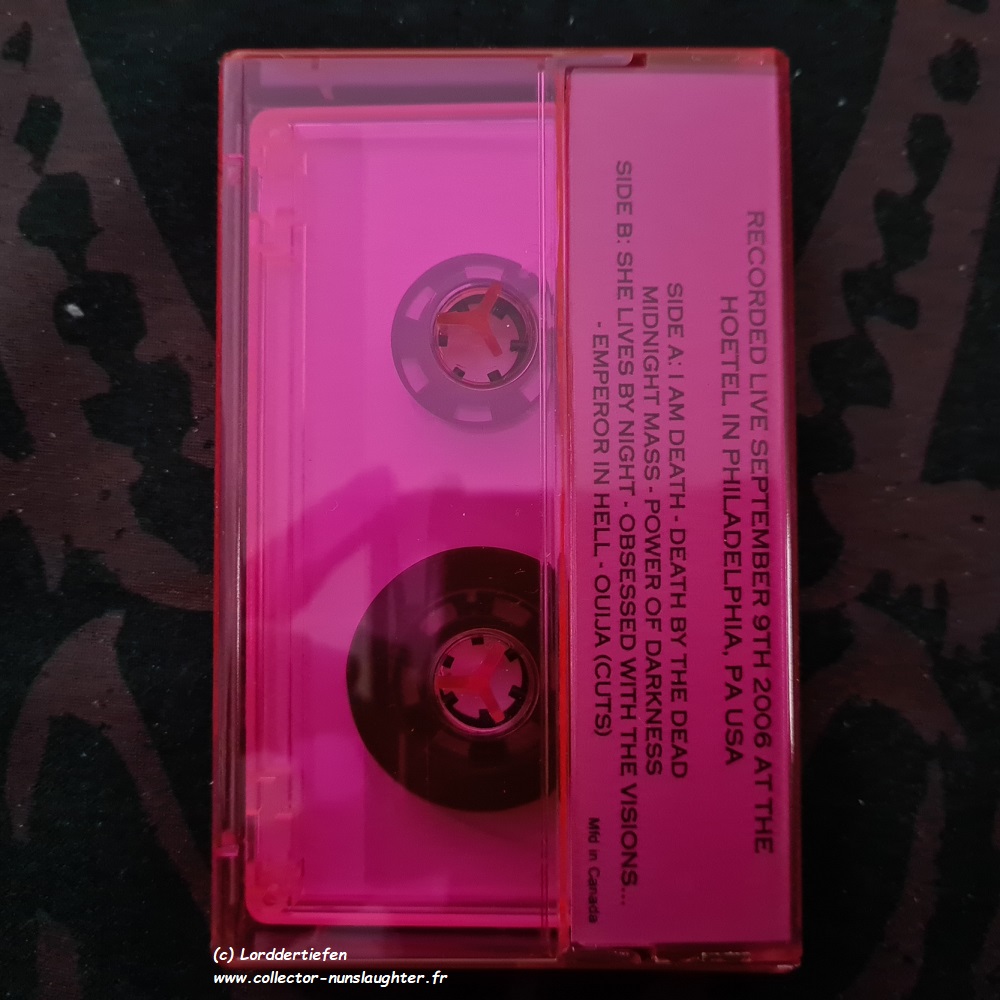 RECORDED LIVE SEPTEMBER 9TH 2006 AT THE
HOETEL IN PHILADELPHIA, PA USA
SIDE A: I AM DEATH - DEATH BY THE DEAD
MIDNIGHT MASS - POWER OF DARKNESS
SIDE B: SHE LIVES BY NIGHT - OBSESSED WITH THE VISIONS...
- EMPEROR IN HELL - OUIJA (CUTS)
Mfd in Canada
(c) Lorddertiefen
www.collector-nunslaughter.fr